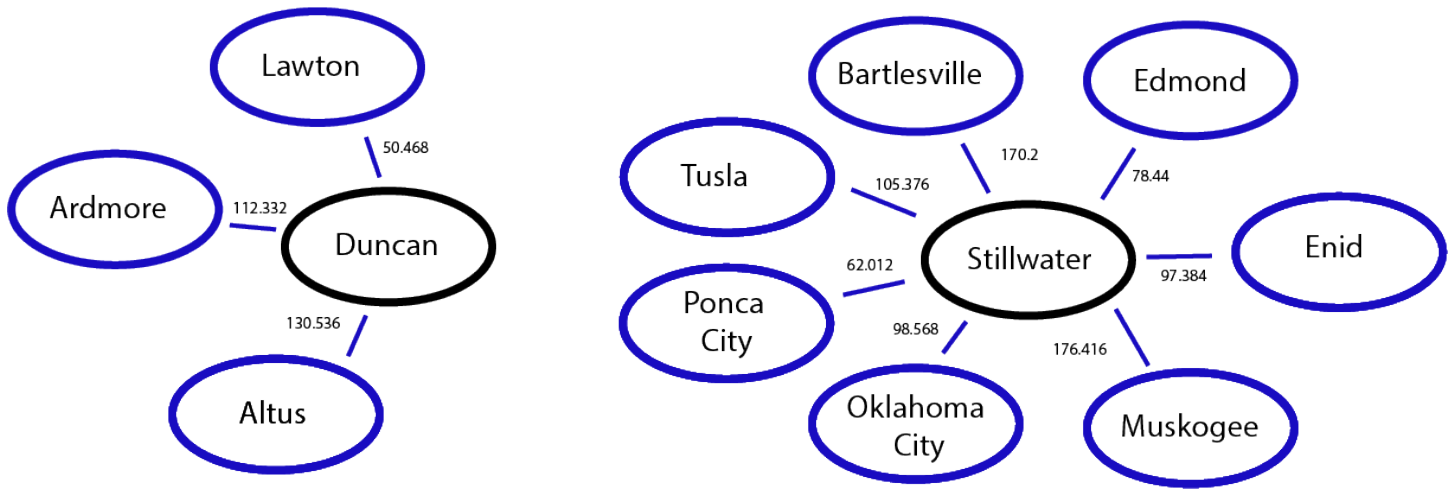 Lawton
50.468
Ardmore
112.332
Duncan
130.536
Altus
Bartlesville
Edmond
170.2
78.44
Tusla
105.376
Stillwater
Enid
97.384
62.012
Ponca
City
98.568
176.416
Oklahoma
City
Muskogee